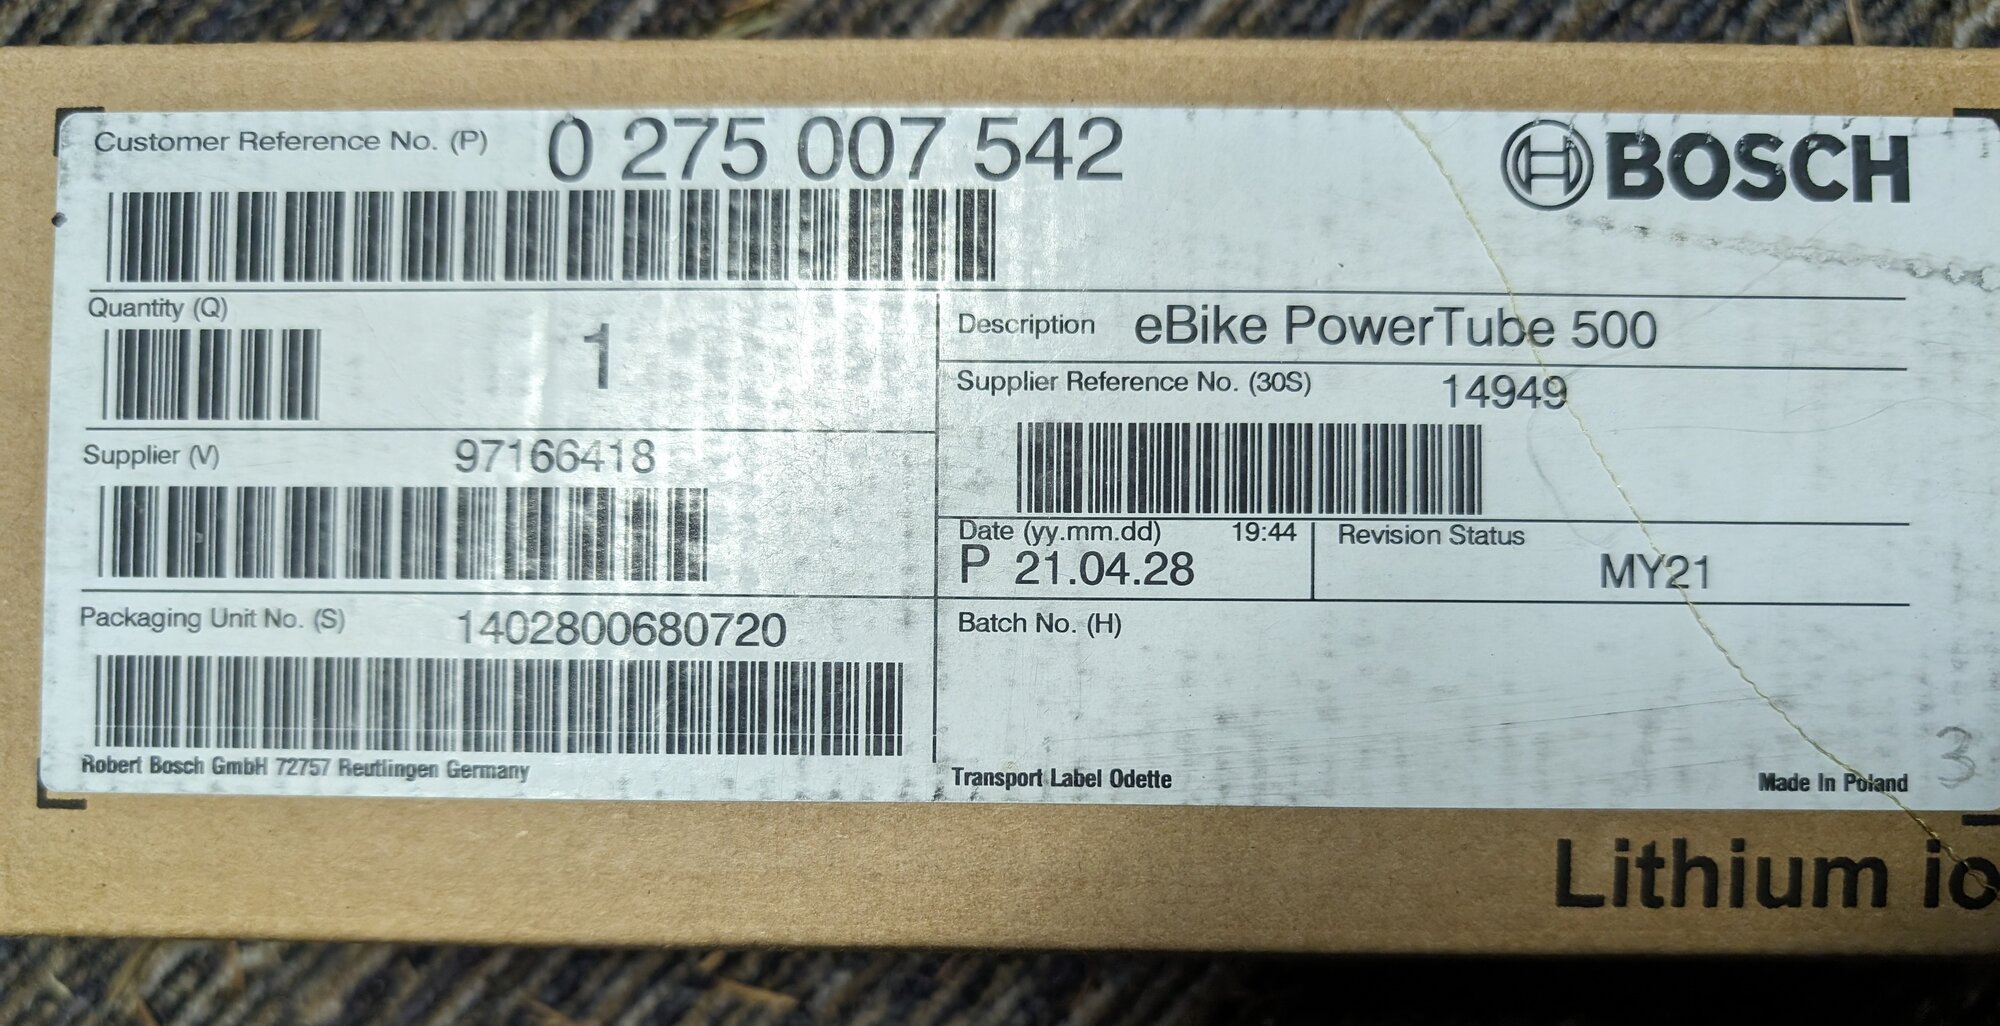 Customer Reference No. (P) 0 275 007 542
BOSCH
Quantity (Q) 1
Description eBike PowerTube 500
Supplier Reference No. (30S) 14949
Supplier (V) 97166418
Date (yy.mm.dd) 19:44
P 21.04.28
Revision Status
MY21
Packaging Unit No. (S) 1402800680720
Batch No. (H)
Robert Bosch GmbH 72757 Reutlingen Germany
Transport Label Odette
Made In Poland
3
Lithium io